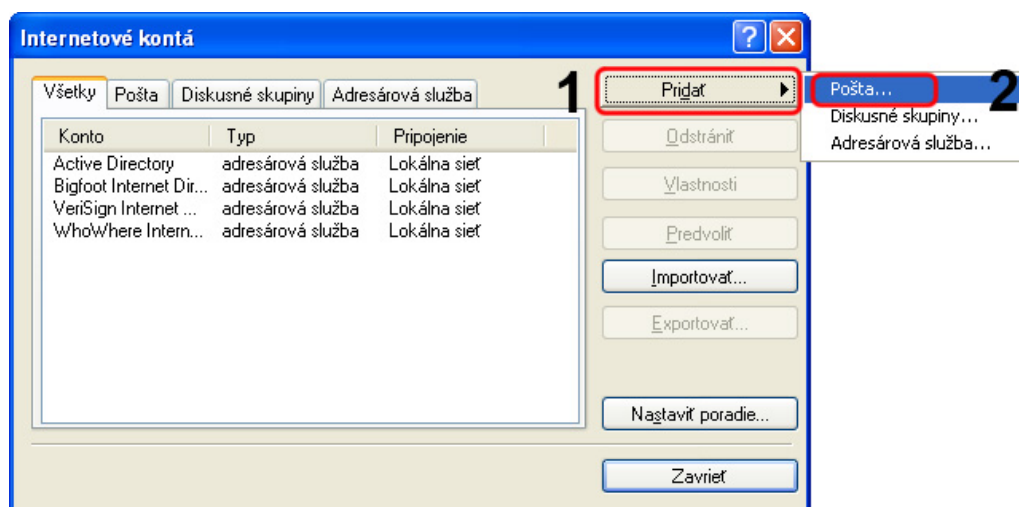 Internetové kontá
Všetky Pošta Diskusné skupiny Adresárová služba
1
Pridať
Pošta...
2
Diskusné skupiny...
Adresárová služba...
Konto Typ Pripojenie
Active Directory adresárová služba Lokálna sieť
Bigfoot Internet Dir... adresárová služba Lokálna sieť
VeriSign Internet ... adresárová služba Lokálna sieť
WhoWhere Intern... adresárová služba Lokálna sieť
Odstrániť
Vlastnosti
Predvoliť
Importovať...
Exportovať...
Nastaviť poradie...
Zavrieť